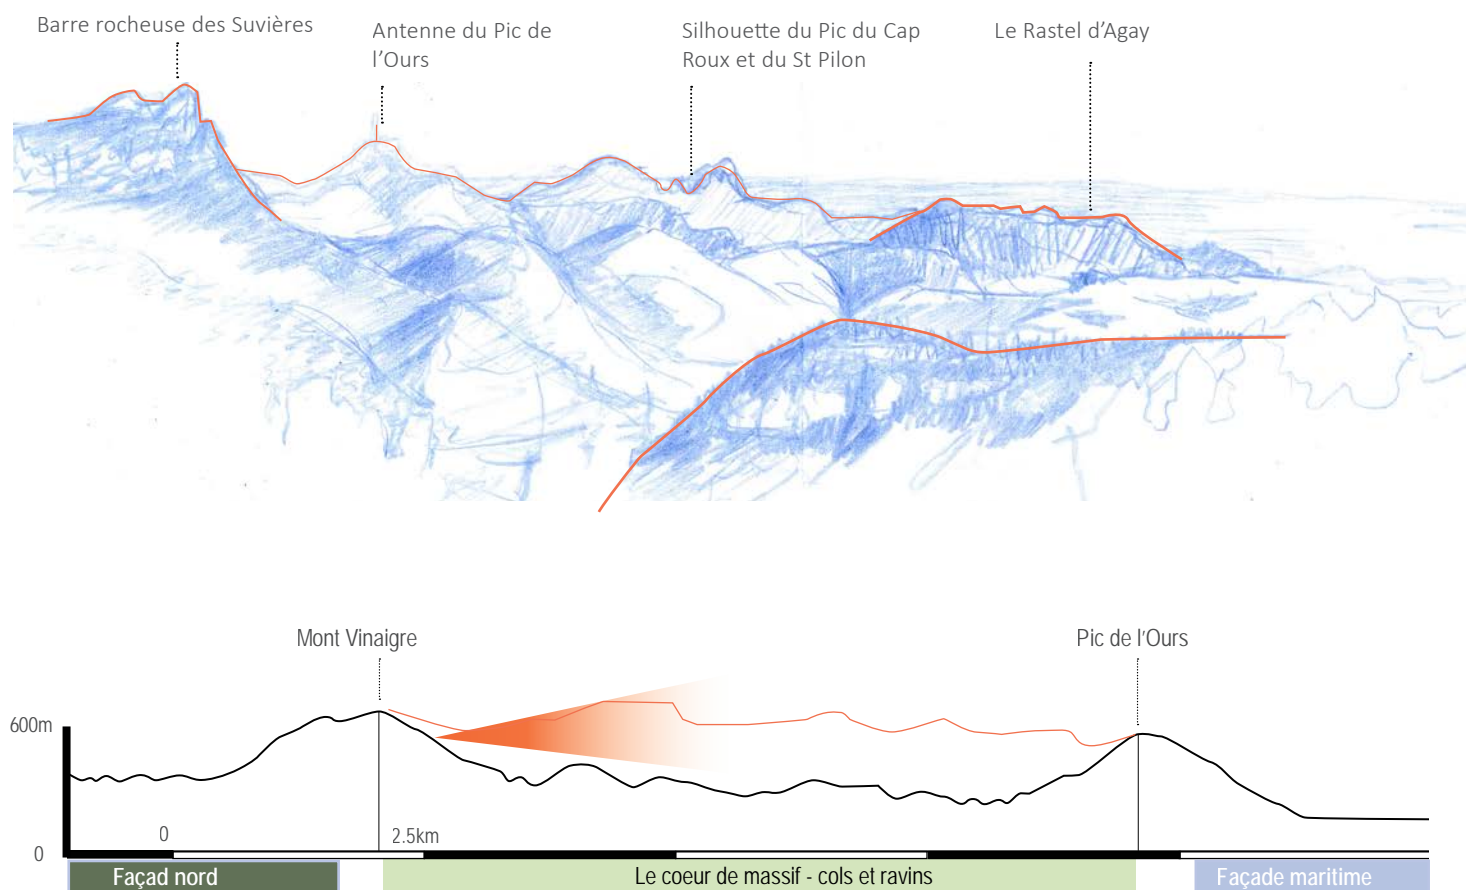 Barre rocheuse des Suvières
Antenne du Pic de
l'Ours
Silhouette du Pic du Cap
Roux et du St Pilon
Le Rastel d'Agay
Mont Vinaigre
Pic de l'Ours
600m
0
2.5km
0
Façad nord
Le coeur de massif - cols et ravins
Façade maritime